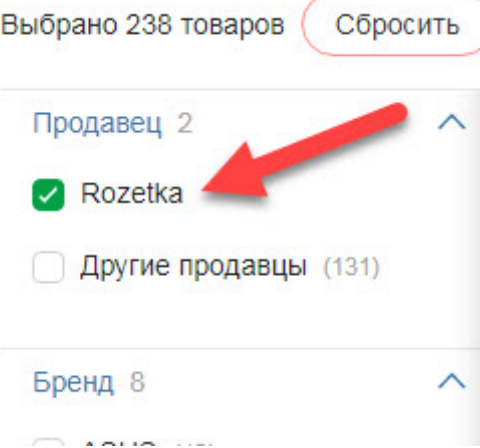 Выбрано 238 товаров Сбросить
Продавец 2
Rozetka
Другие продавцы (131)
Бренд 8